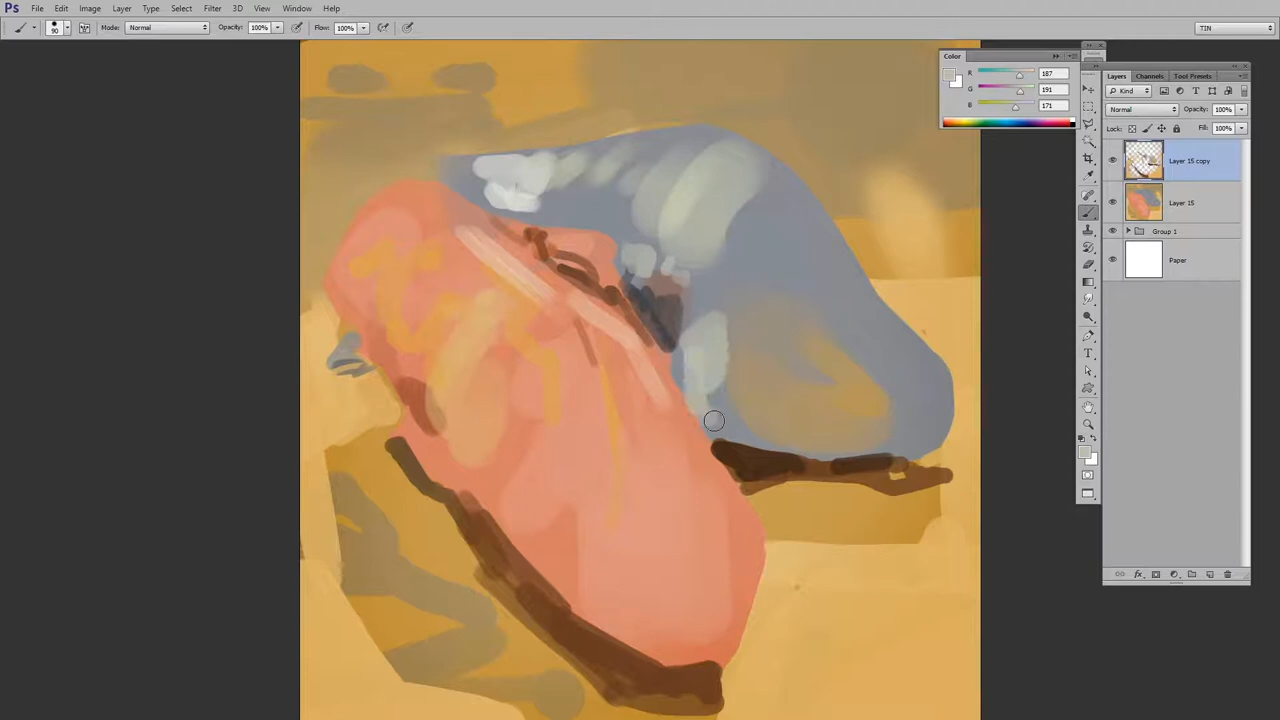 Ps File Edit Image Layer Type Select Filter 3D View Window Help
90 Mode: Normal Opacity: 100% Flow: 100% TIN
Color
R 187
G 191
B 171
Layers Channels Tool Presets
Kind
Normal Opacity: 100%
Lock: Fill: 100%
Layer 15 copy
Layer 15
Group 1
Paper